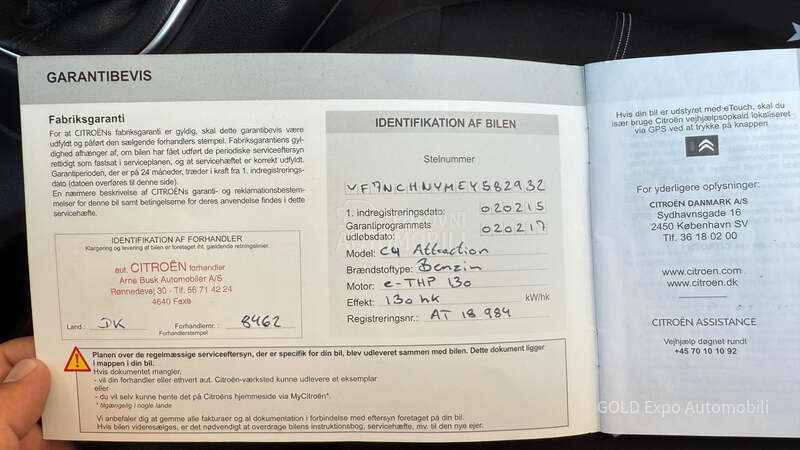 GARANTIBEVIS
Fabriksgaranti
For at CITROËNs fabriksgaranti er gyldig, skal dette garantibevis være
udfyldt og påført den sælgende forhandlers stempel. Fabriksgarantiens gyl-
dighed afhænger af, om bilen har fået udført de periodiske serviceeftersyn
rettidigt som fastsat i serviceplanen, og at servicehæftet er korrekt udfyldt.
Garantiperioden, der er på 24 måneder, træder i kraft fra 1. indregistrerings-
dato (datoen overføres til denne side).
En nærmere beskrivelse af CITROËNs garanti- og reklamationsbestem-
melser for denne bil samt betingelserne for deres anvendelse findes i dette
servicehæfte.
IDENTIFIKATION AF FORHANDLER
Klargøring og levering af bilen er foretaget iht. gældende retningslinier.
aut. CITROËN forhandler
Arne Busk Automobiler A/S
Rønnedevej 30 - Tlf. 56 71 42 24
4640 Faxe
Land: DK Forhandlernr.: 8462
Forhandlerstempel
IDENTIFIKATION AF BILEN
Stelnummer
VF7NCHNYMEY582932
1. indregistreringsdato: 020215
Garantiprogrammets
udløbsdato: 020217
Model: C4 Attraction
Brændstoftype: Benzin
Motor: e-THP 130
Effekt: 130 hk kW/hk
Registreringsnr.: AT 18 984
Planen over de regelmæssige serviceeftersyn, der er specifik for din bil, blev udleveret sammen med bilen. Dette dokument ligger
i mappen i din bil.
Hvis dokumentet mangler,
- vil din forhandler eller ethvert aut. Citroën-værksted kunne udlevere et eksemplar
eller
- du vil selv kunne hente det på Citroëns hjemmeside via MyCitroën*.
* tilgængelig i nogle lande
Vi anbefaler dig at gemme alle fakturaer og al dokumentation i forbindelse med eftersyn foretaget på din bil.
Hvis bilen videresælges, er det nødvendigt at overdrage bilens instruktionsbog, servicehæfte, mv. til den nye ejer.
Hvis din bil er udstyret med eTouch, skal du
især bruge Citroën vejhjælpsopkald lokaliseret
via GPS ved at trykke på knappen
For yderligere oplysninger:
CITROËN DANMARK A/S
Sydhavnsgade 16
2450 København SV
Tlf. 36 18 02 00
www.citroen.com
www.citroen.dk
CITROËN ASSISTANCE
Vejhjælp døgnet rundt
+45 70 10 10 92
GOLD Expo Automobili